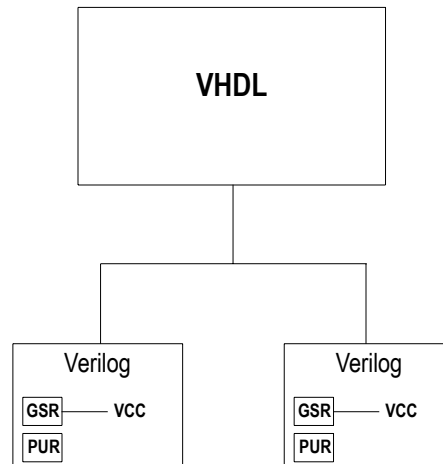 VHDL
Verilog
GSR VCC
PUR
Verilog
GSR VCC
PUR